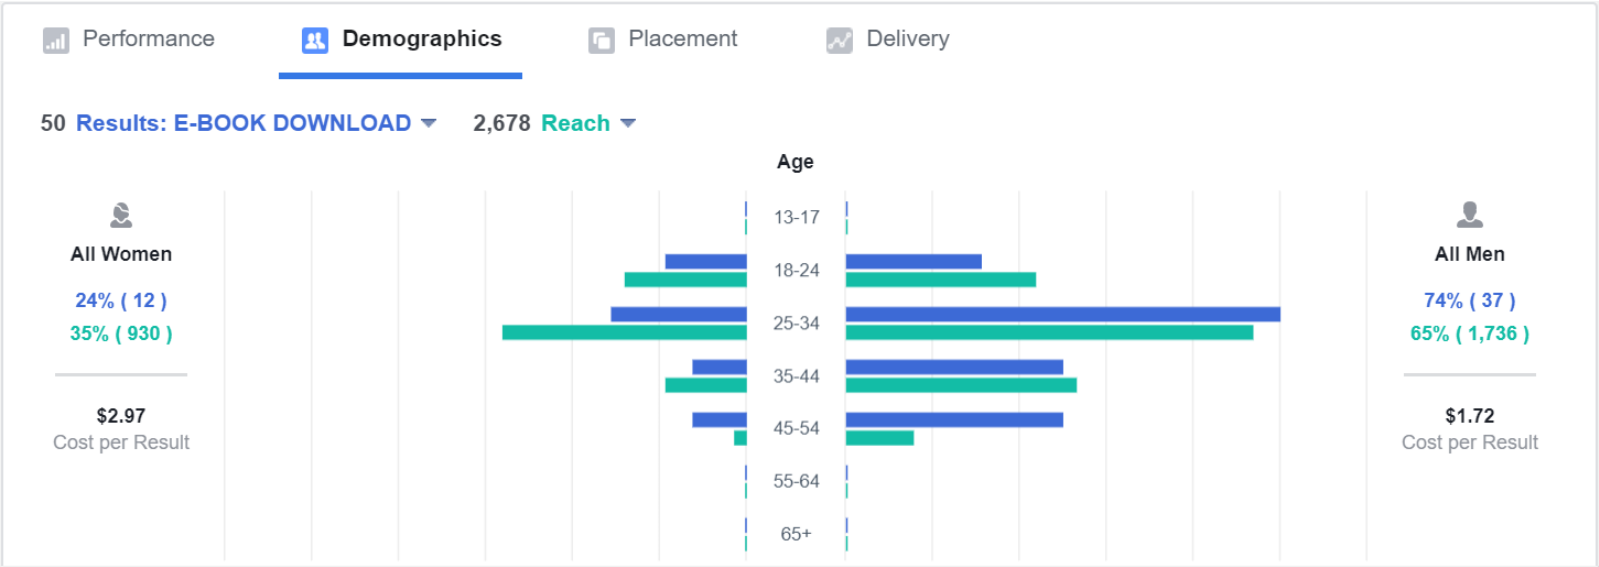 Performance Demographics Placement Delivery
50 Results: E-BOOK DOWNLOAD 2,678 Reach
Age
All Women
24% ( 12 )
35% ( 930 )
$2.97
Cost per Result
13-17
18-24
25-34
35-44
45-54
55-64
65+
All Men
74% ( 37 )
65% ( 1,736 )
$1.72
Cost per Result